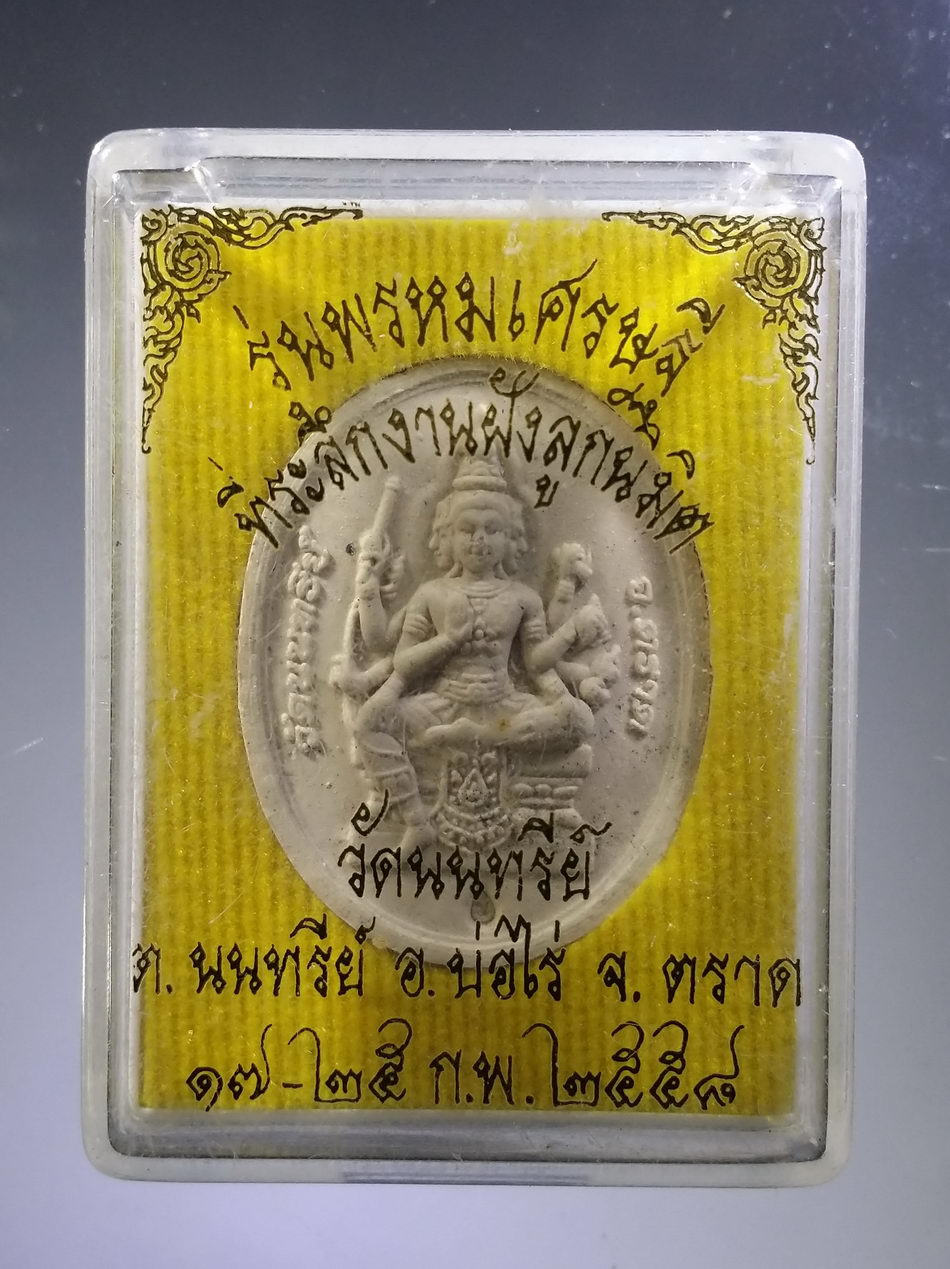 รุ่นพรหมเศรษฐี
ที่ระลึกงานฝังลูกนิมิต
วัดนนทรีย์
ต. นนทรีย์ อ. บ่อไร่ จ. ตราด
๑๗-๒๕ ก.พ. ๒๕๕๘